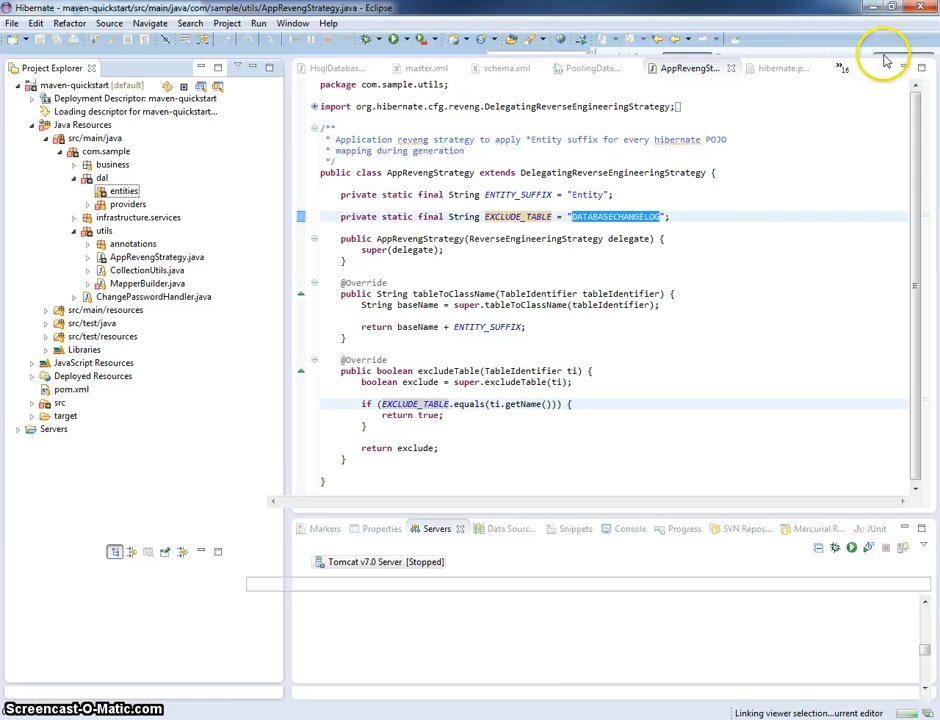 Hibernate - maven-quickstart/src/main/java/com/sample/utils/AppRevengStrategy.java - Eclipse
File Edit Refactor Source Navigate Search Project Run Window Help
Project Explorer
HsqlDatabas... master.xml schema.xml PoolingData... AppRevengSt... hibernate.p... »16
maven-quickstart [default]
Deployment Descriptor: maven-quickstart
Loading descriptor for maven-quickstart...
Java Resources
src/main/java
com.sample
business
dal
entities
providers
infrastructure.services
utils
annotations
AppRevengStrategy.java
CollectionUtils.java
MapperBuilder.java
ChangePasswordHandler.java
src/main/resources
src/test/java
src/test/resources
Libraries
JavaScript Resources
Deployed Resources
pom.xml
src
target
Servers
package com.sample.utils;
import org.hibernate.cfg.reveng.DelegatingReverseEngineeringStrategy;
/**
* Application reveng strategy to apply *Entity suffix for every hibernate POJO
* mapping during generation
*/
public class AppRevengStrategy extends DelegatingReverseEngineeringStrategy {
private static final String ENTITY_SUFFIX = "Entity";
private static final String EXCLUDE_TABLE = "DATABASECHANGELOG";
public AppRevengStrategy(ReverseEngineeringStrategy delegate) {
super(delegate);
}
@Override
public String tableToClassName(TableIdentifier tableIdentifier) {
String baseName = super.tableToClassName(tableIdentifier);
return baseName + ENTITY_SUFFIX;
}
@Override
public boolean excludeTable(TableIdentifier ti) {
boolean exclude = super.excludeTable(ti);
if (EXCLUDE_TABLE.equals(ti.getName())) {
return true;
}
return exclude;
}
}
Markers Properties Servers Data Sourc... Snippets Console Progress SVN Repos... Mercurial R... JUnit
Tomcat v7.0 Server [Stopped]
Screencast-O-Matic.com
Linking viewer selection...urrent editor